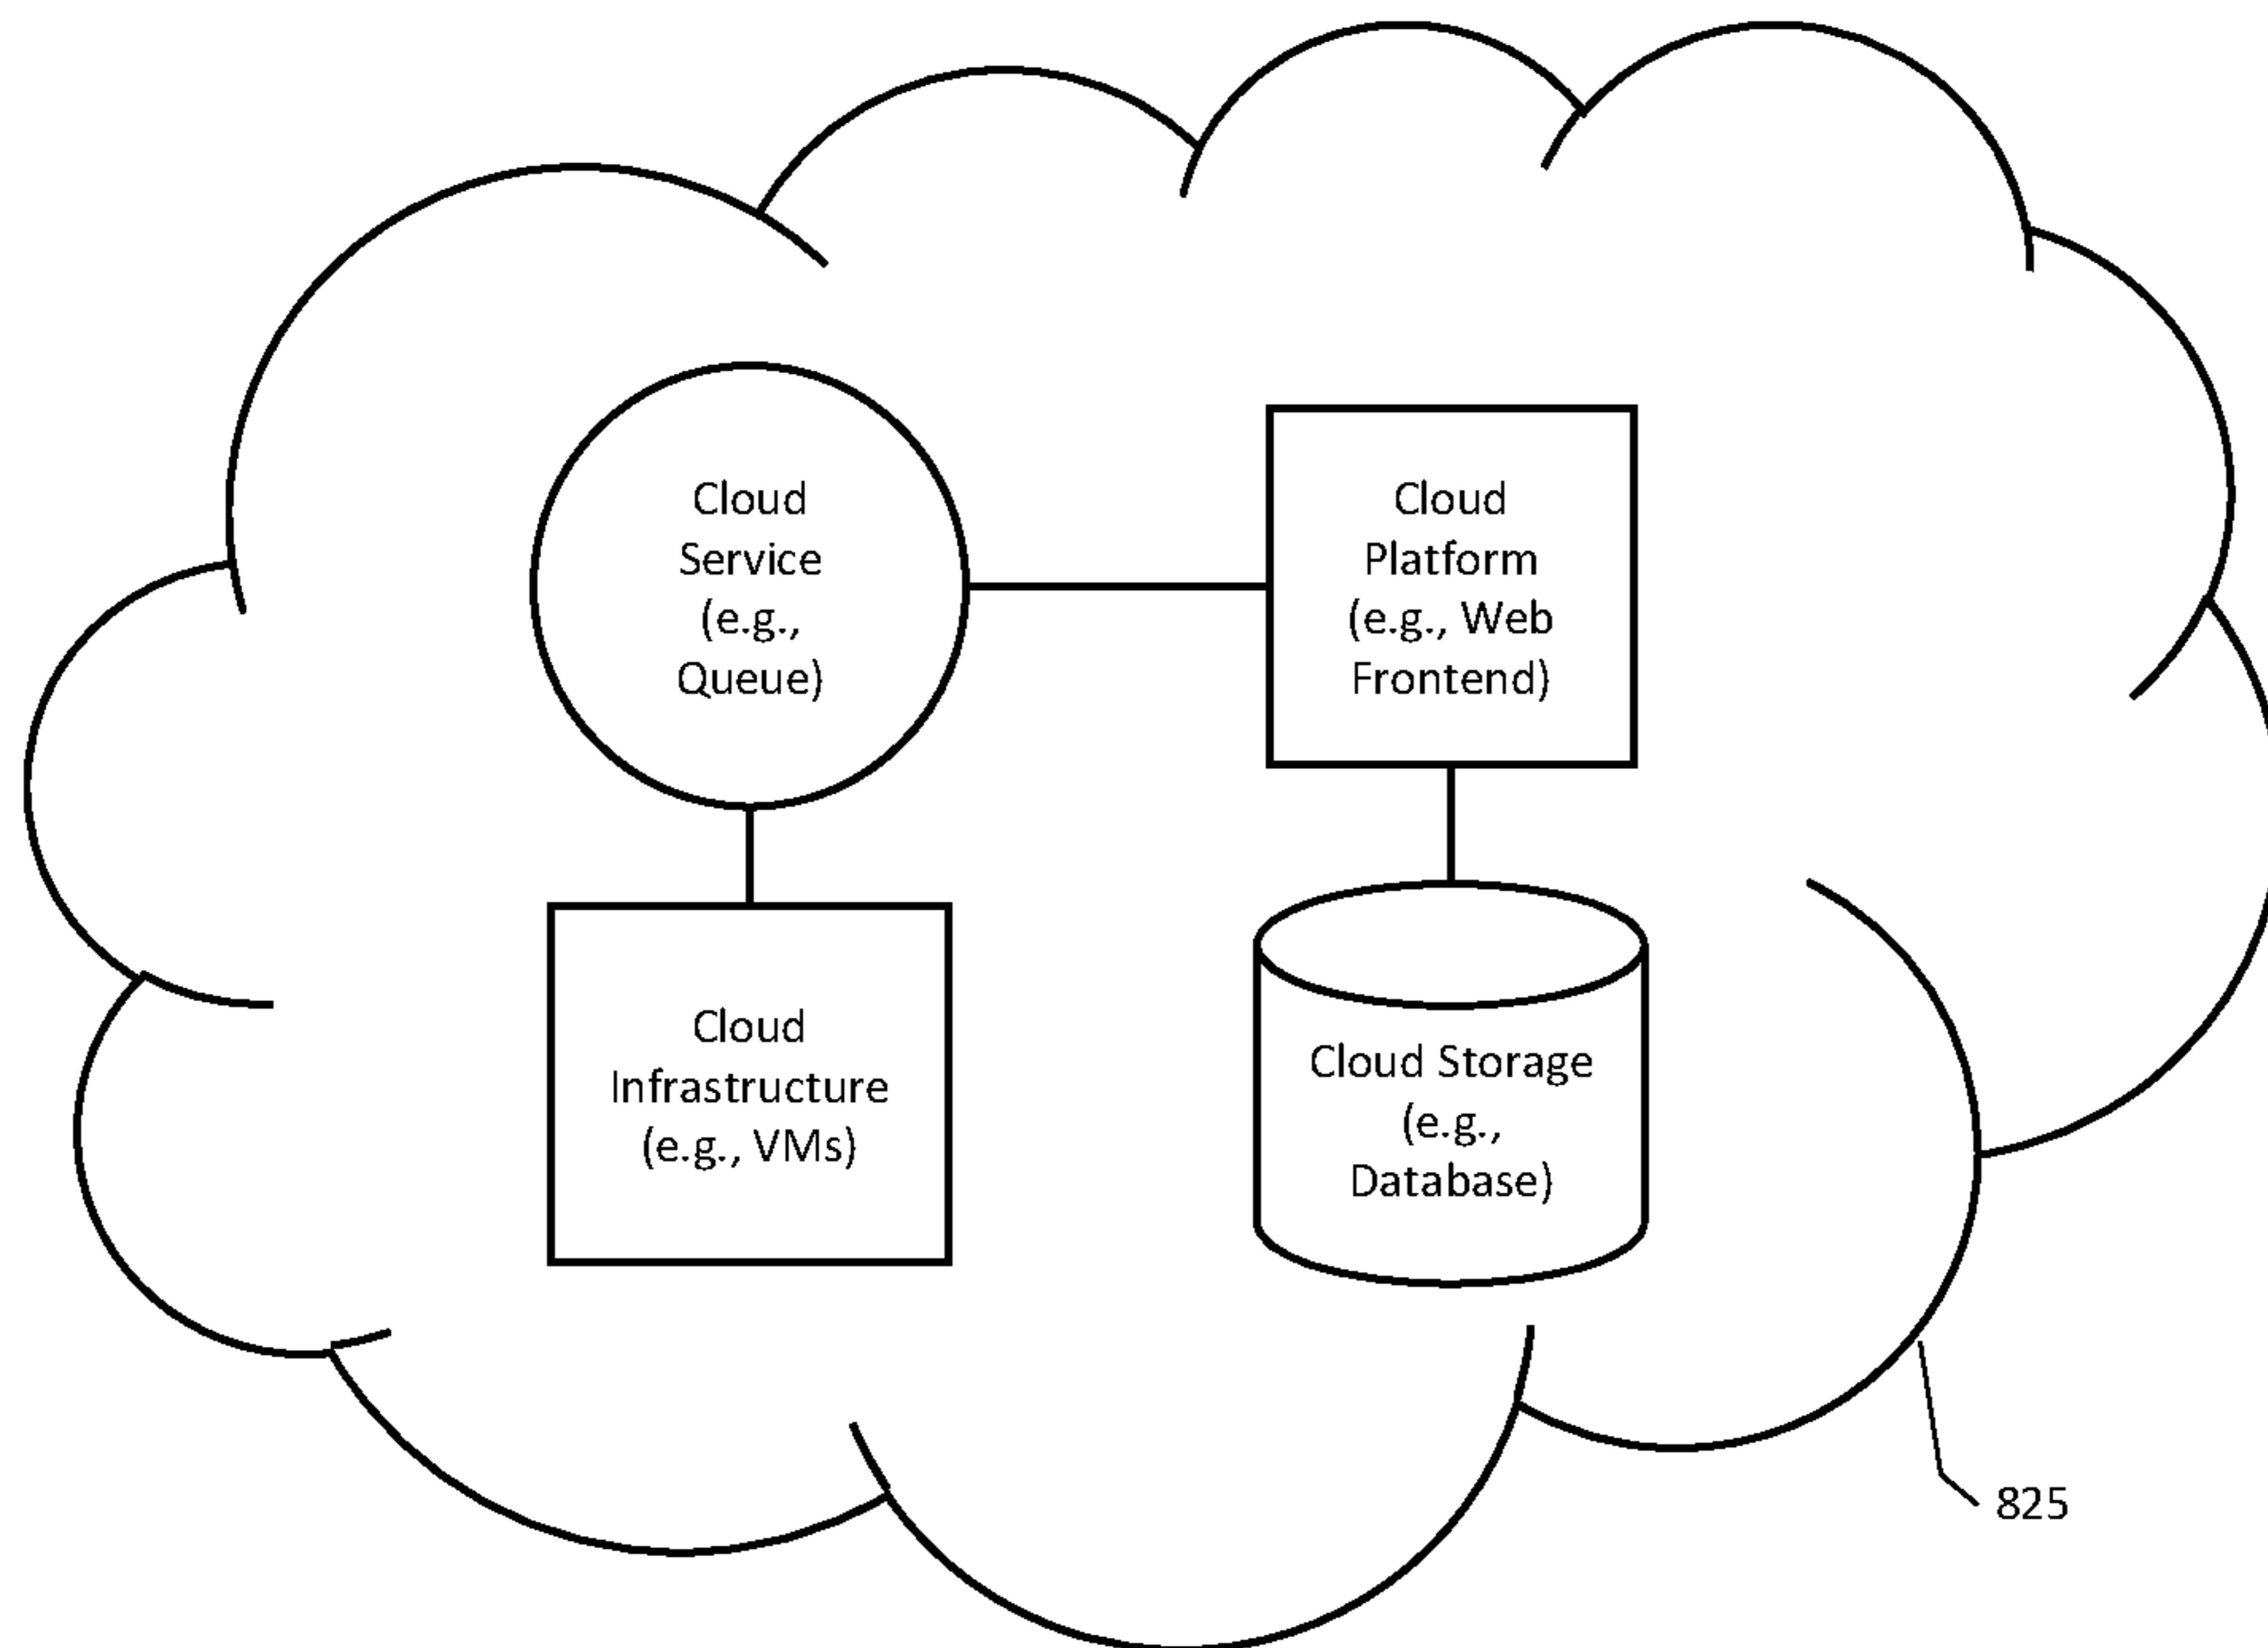 Cloud
Service
(e.g.,
Queue)
Cloud
Platform
(e.g., Web
Frontend)
Cloud
Infrastructure
(e.g., VMs)
Cloud Storage
(e.g.,
Database)
825